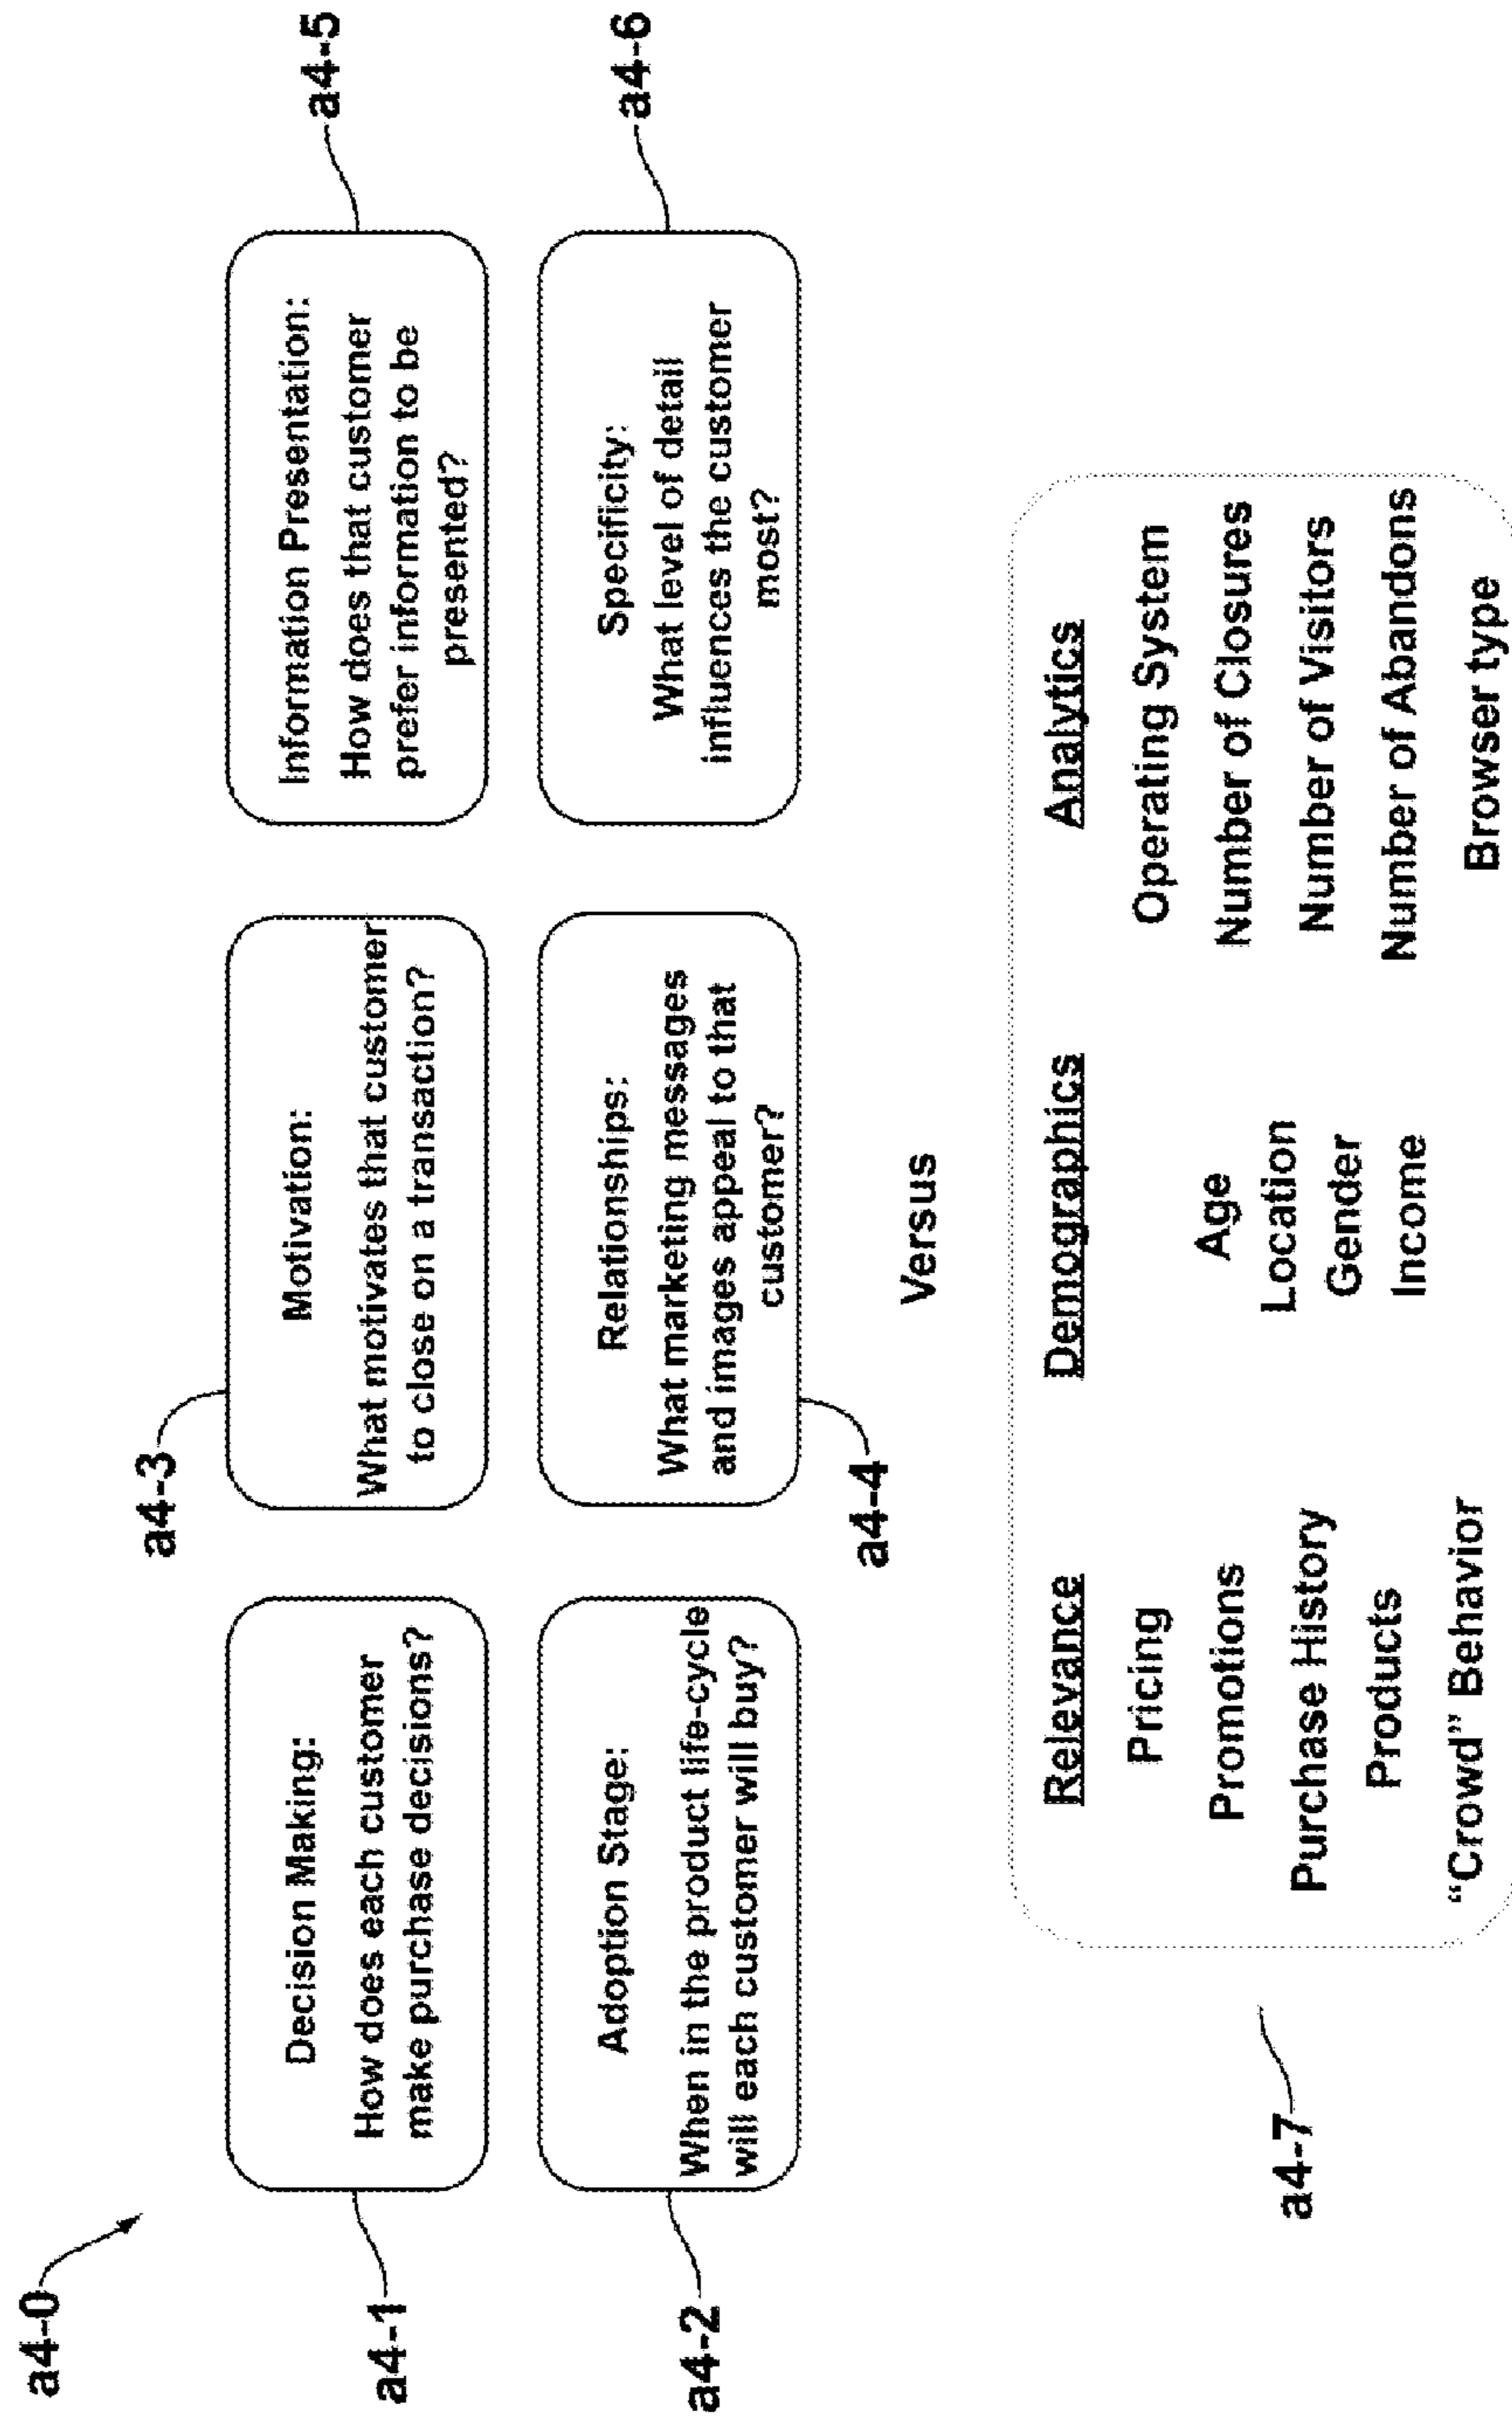 a4-0
a4-3
a4-1
Decision Making:
How does each customer
make purchase decisions?
Motivation:
What motivates that customer
to close on a transaction?
Information Presentation:
How does that customer
prefer information to be
presented?
a4-5
a4-2
Adoption Stage:
When in the product life-cycle
will each customer will buy?
Relationships:
What marketing messages
and images appeal to that
customer?
Specificity:
What level of detail
influences the customer
most?
a4-6
a4-4
Versus
a4-7
Relevance
Pricing
Promotions
Purchase History
Products
“Crowd” Behavior
Demographics
Age
Location
Gender
Income
Analytics
Operating System
Number of Closures
Number of Visitors
Number of Abandons
Browser type